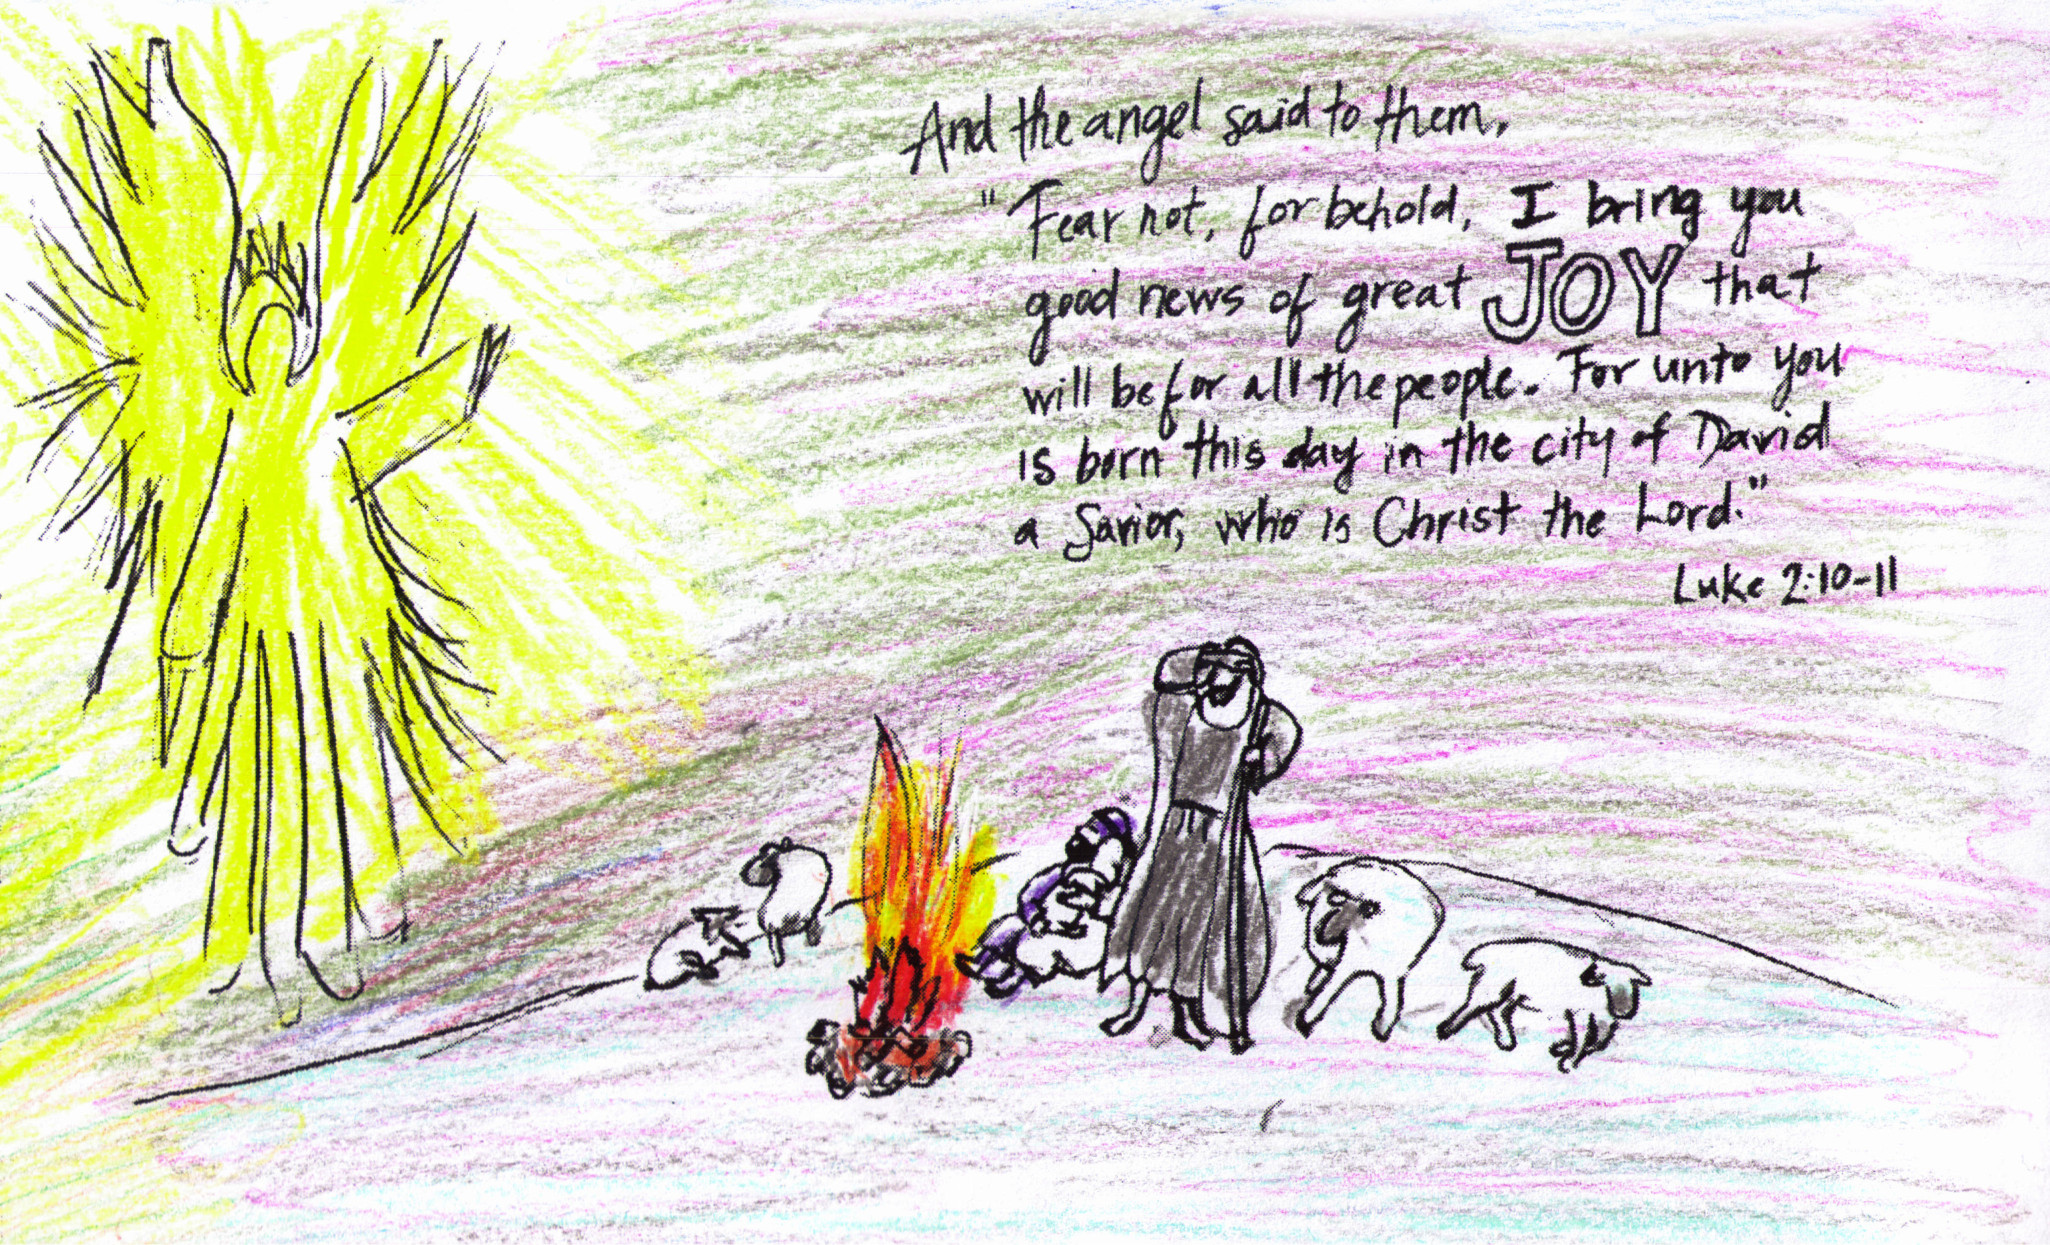 And the angel said to them,
"Fear not, for behold, I bring you
good news of great JOY that
will be for all the people. For unto you
is born this day in the city of David
a Savior, who is Christ the Lord."
Luke 2:10-11